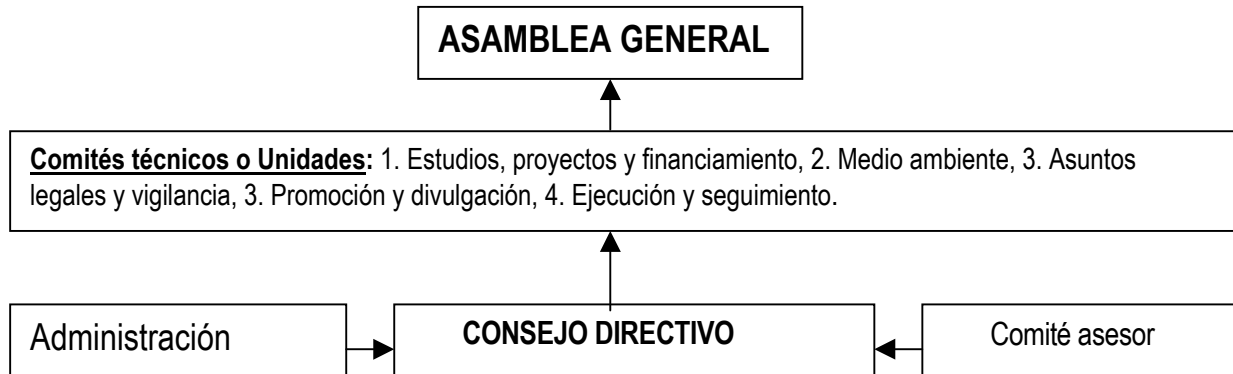 ASAMBLEA GENERAL
Comités técnicos o Unidades: 1. Estudios, proyectos y financiamiento, 2. Medio ambiente, 3. Asuntos
legales y vigilancia, 3. Promoción y divulgación, 4. Ejecución y seguimiento.
Administración
CONSEJO DIRECTIVO
Comité asesor